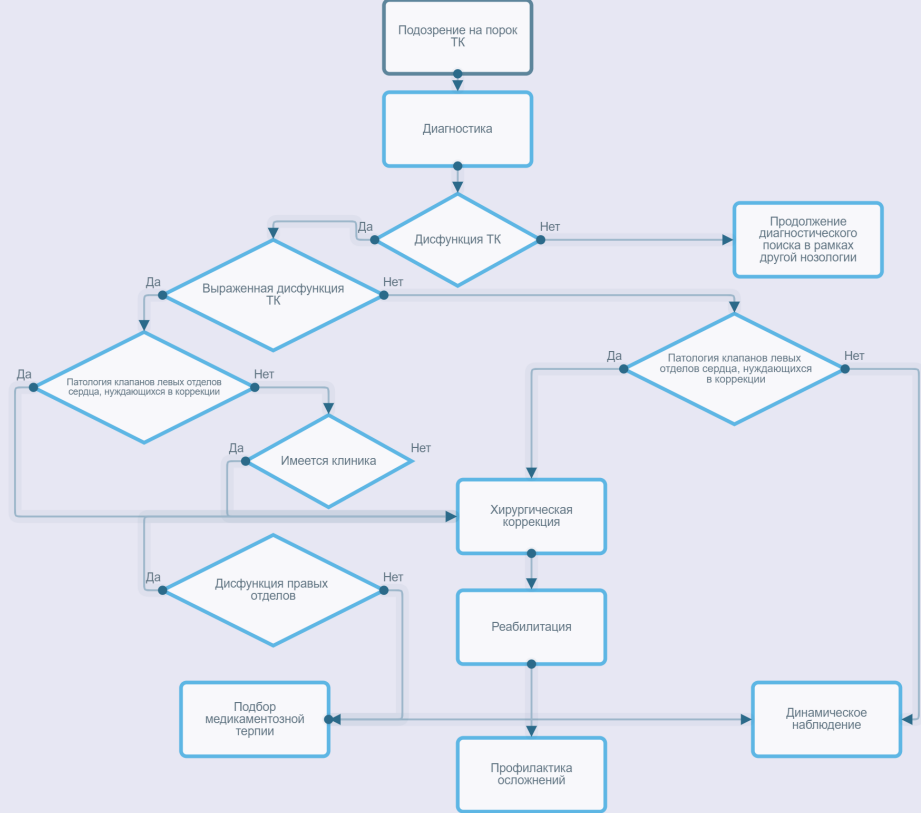 Подозрение на порок
ТК
Диагностика
Да
Дисфункция ТК
Нет
Продолжение
диагностического
поиска в рамках
другой нозологии
Да
Выраженная дисфункция
ТК
Нет
Да
Патология клапанов левых отделов
сердца, нуждающихся в коррекции
Нет
Да
Патология клапанов левых
отделов сердца, нуждающихся
в коррекции
Нет
Да
Имеется клиника
Нет
Хирургическая
коррекция
Да
Дисфункция правых
отделов
Нет
Реабилитация
Подбор
медикаментозной
терпии
Динамическое
наблюдение
Профилактика
осложнений